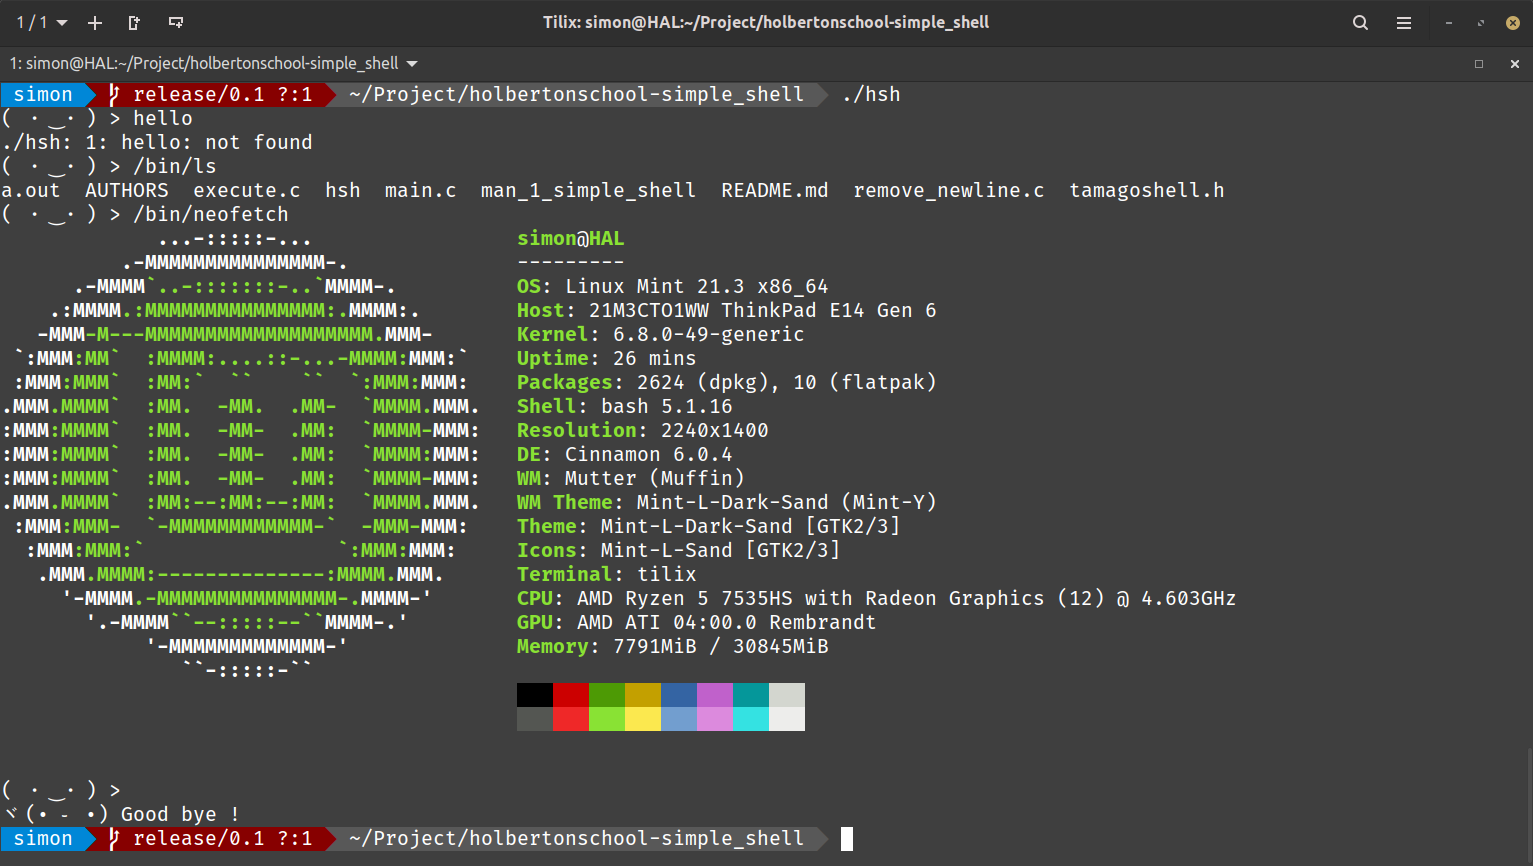 1 / 1 Tilix: simon@HAL:~/Project/holbertonschool-simple_shell
1: simon@HAL:~/Project/holbertonschool-simple_shell
simon release/0.1 ?:1 ~/Project/holbertonschool-simple_shell ./hsh
( ・‿・ ) > hello
./hsh: 1: hello: not found
( ・‿・ ) > /bin/ls
a.out  AUTHORS  execute.c  hsh  main.c  man_1_simple_shell  README.md  remove_newline.c  tamagoshell.h
( ・‿・ ) > /bin/neofetch
             ...-:::::-...                 simon@HAL
          .-MMMMMMMMMMMMMMM-.              ---------
      .-MMMM`..-:::::::-..`MMMM-.          OS: Linux Mint 21.3 x86_64
    .:MMMM.:MMMMMMMMMMMMMMM:.MMMM:.        Host: 21M3CTO1WW ThinkPad E14 Gen 6
   -MMM-M---MMMMMMMMMMMMMMMMMMM.MMM-       Kernel: 6.8.0-49-generic
 `:MMM:MM`  :MMMM:....::-...-MMMM:MMM:`    Uptime: 26 mins
 :MMM:MMM`  :MM:`  ``    ``  `:MMM:MMM:    Packages: 2624 (dpkg), 10 (flatpak)
.MMM.MMMM`  :MM.  -MM.  .MM-  `MMMM.MMM.   Shell: bash 5.1.16
:MMM:MMMM`  :MM.  -MM-  .MM:  `MMMM-MMM:   Resolution: 2240x1400
:MMM:MMMM`  :MM.  -MM-  .MM:  `MMMM:MMM:   DE: Cinnamon 6.0.4
:MMM:MMMM`  :MM.  -MM-  .MM:  `MMMM-MMM:   WM: Mutter (Muffin)
.MMM.MMMM`  :MM:--:MM:--:MM:  `MMMM.MMM.   WM Theme: Mint-L-Dark-Sand (Mint-Y)
 :MMM:MMM-  `-MMMMMMMMMMMM-`  -MMM-MMM:    Theme: Mint-L-Dark-Sand [GTK2/3]
  :MMM:MMM:`                `:MMM:MMM:     Icons: Mint-L-Sand [GTK2/3]
   .MMM.MMMM:--------------:MMMM.MMM.      Terminal: tilix
     '-MMMM.-MMMMMMMMMMMMMMM-.MMMM-'       CPU: AMD Ryzen 5 7535HS with Radeon Graphics (12) @ 4.603GHz
       '.-MMMM``--:::::--``MMMM-.'         GPU: AMD ATI 04:00.0 Rembrandt
            '-MMMMMMMMMMMMM-'              Memory: 7791MiB / 30845MiB
               ``-:::::-``
( ・‿・ ) >
ヾ(• ˗ •) Good bye !
simon release/0.1 ?:1 ~/Project/holbertonschool-simple_shell